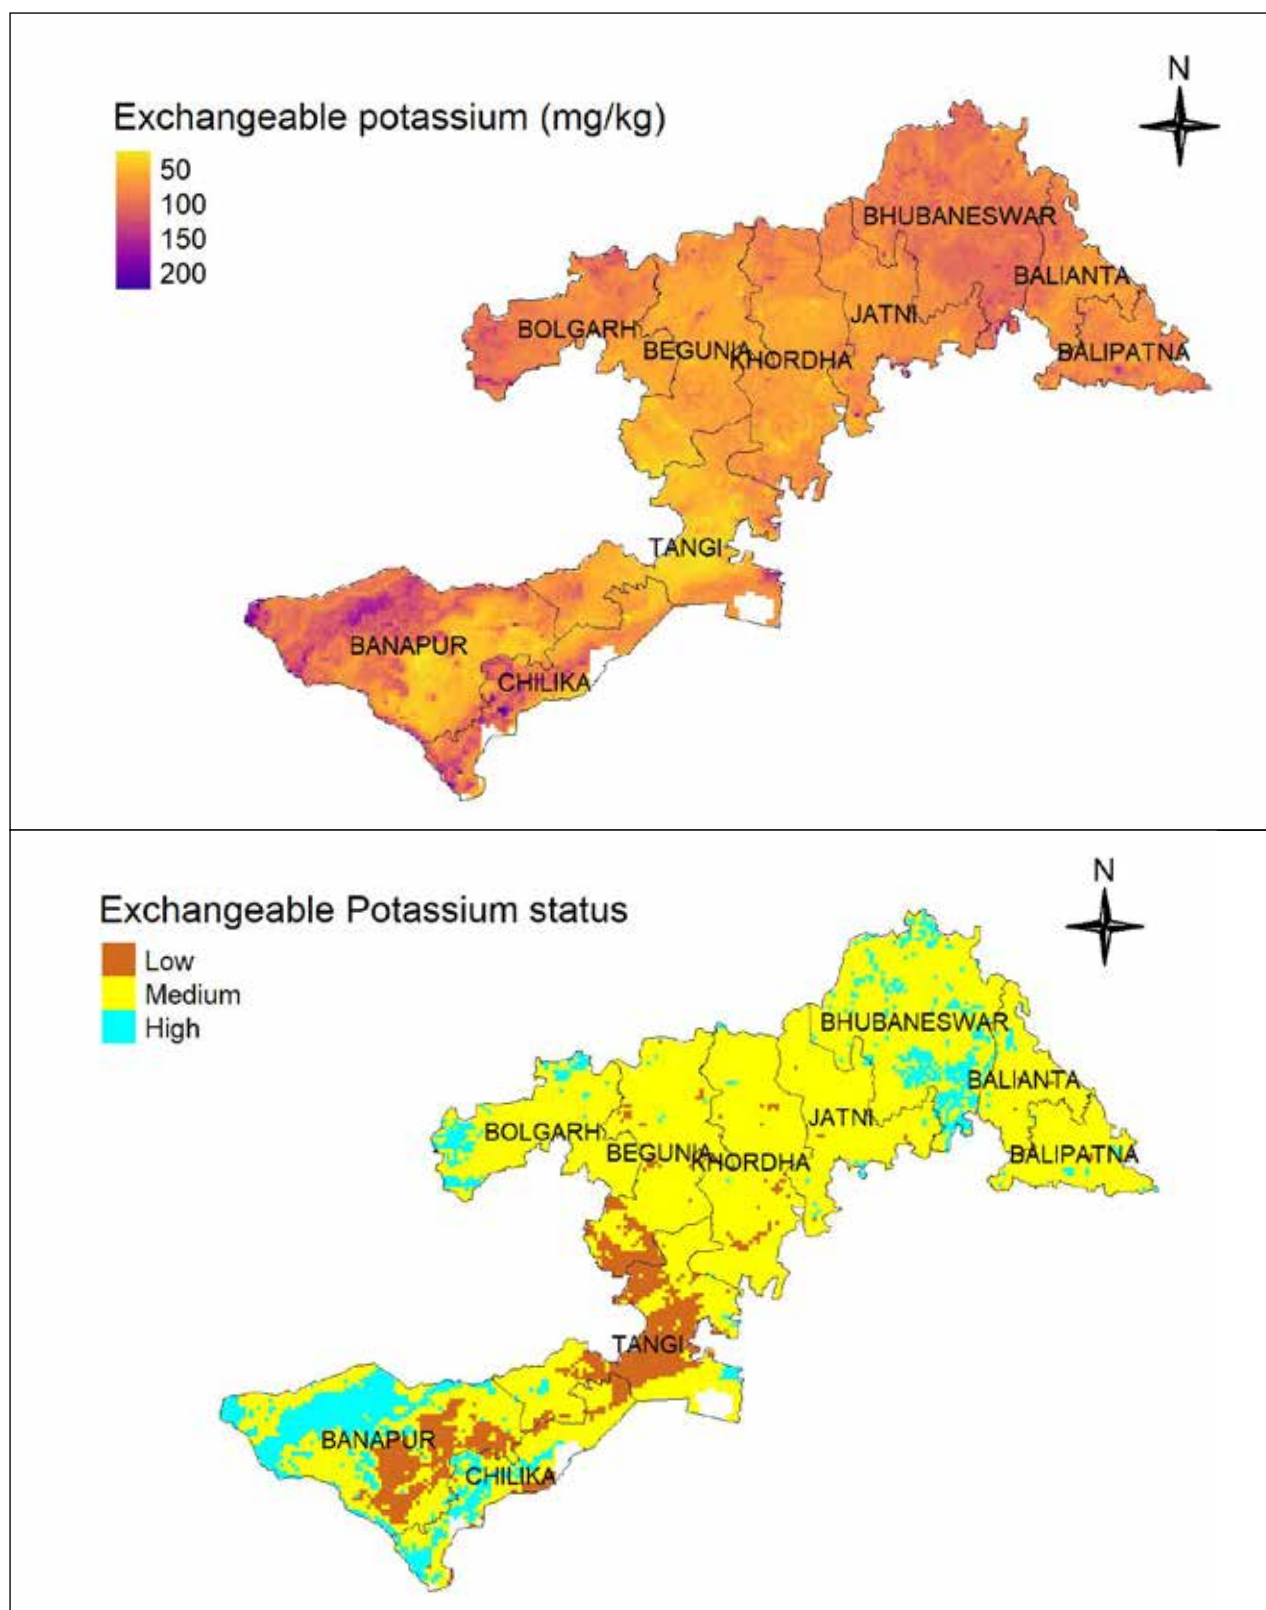 N
Exchangeable potassium (mg/kg)
50
100
150
200
BHUBANESWAR
BALIANTA
JATNI
BOLGARH
BEGUNIA
KHORDHA
BALIPATNA
TANGI
BANAPUR
CHILIKA
N
Exchangeable Potassium status
Low
Medium
High
BHUBANESWAR
BALIANTA
JATNI
BOLGARH
BEGUNIA
KHORDHA
BALIPATNA
TANGI
BANAPUR
CHILIKA